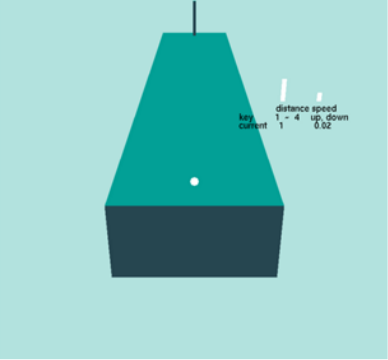 distance speed
key 1 - 4 up, down
current 1 0.02